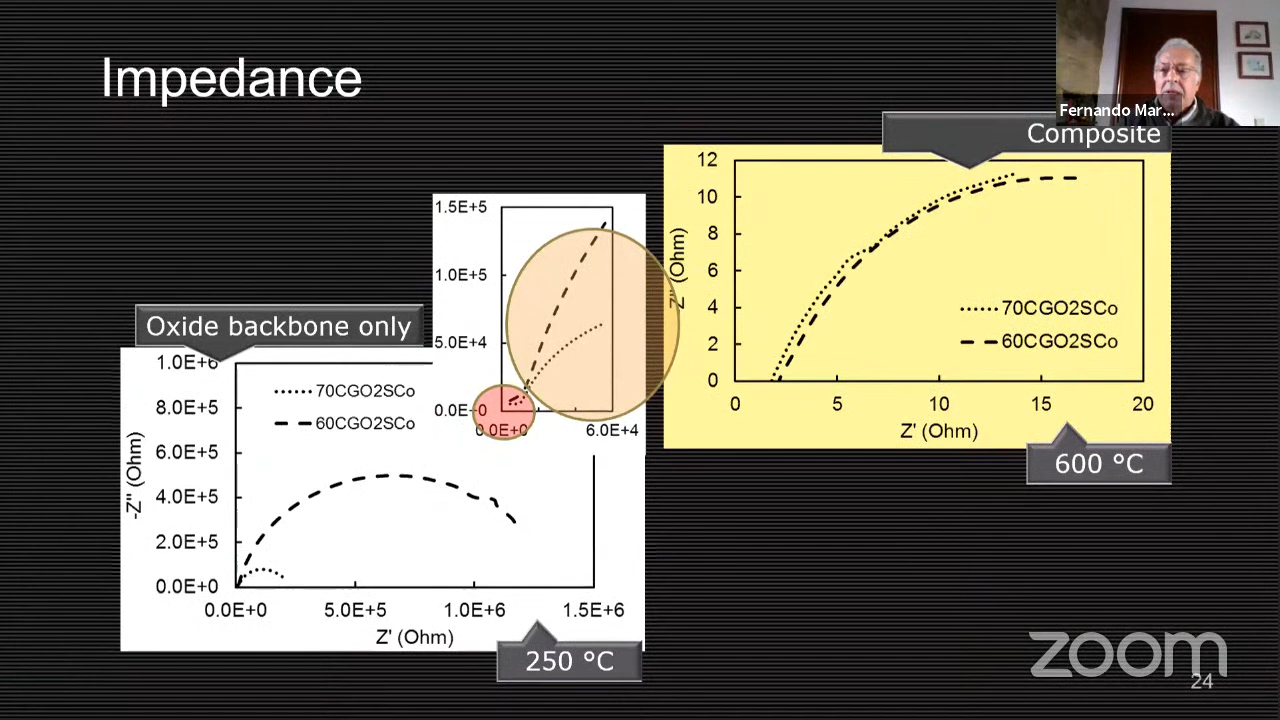 Impedance
Fernando Mar...
Composite
12
10
8
6
4
2
0
0
5
10
15
20
Z' (Ohm)
70CGO2SCo
60CGO2SCo
600 °C
1.5E+5
1.0E+5
5.0E+4
0.0E+0
0.0E+0
6.0E+4
Oxide backbone only
1.0E+6
8.0E+5
6.0E+5
4.0E+5
2.0E+5
0.0E+0
-Z'' (Ohm)
70CGO2SCo
60CGO2SCo
0.0E+0
5.0E+5
1.0E+6
1.5E+6
Z' (Ohm)
250 °C
zoom
24